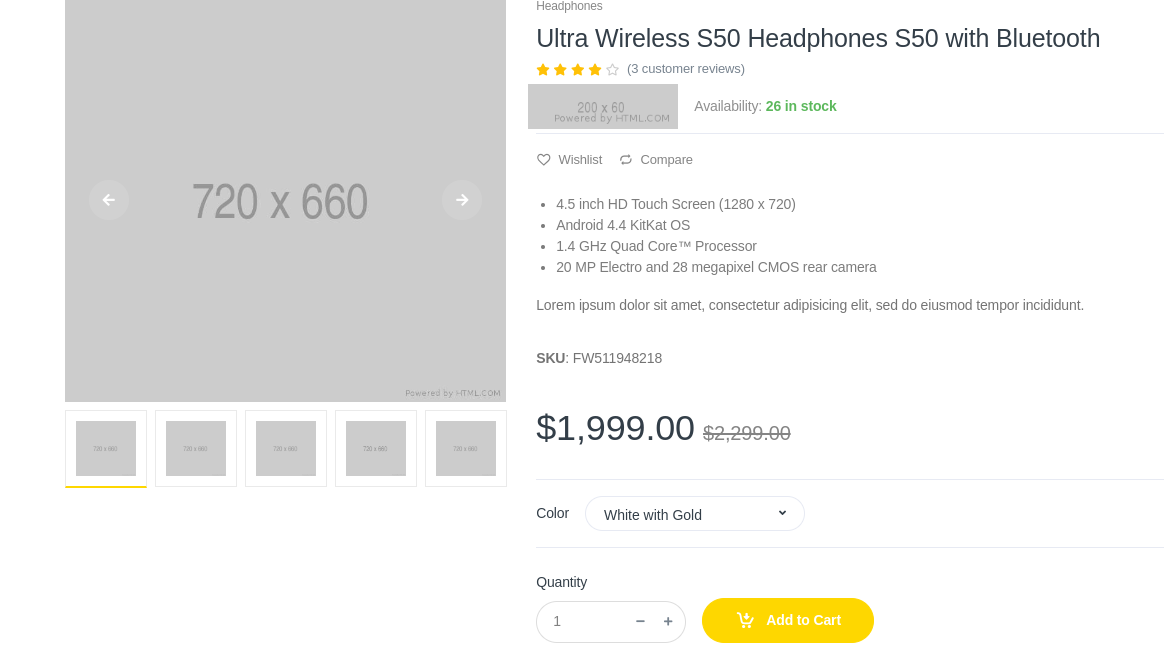 Headphones
Ultra Wireless S50 Headphones S50 with Bluetooth
(3 customer reviews)
200 x 60
Powered by HTML.COM
Availability: 26 in stock
Wishlist
Compare
4.5 inch HD Touch Screen (1280 x 720)
Android 4.4 KitKat OS
1.4 GHz Quad Core™ Processor
20 MP Electro and 28 megapixel CMOS rear camera
Lorem ipsum dolor sit amet, consectetur adipisicing elit, sed do eiusmod tempor incididunt.
SKU: FW511948218
$1,999.00 $2,299.00
Color
White with Gold
Quantity
1
Add to Cart
720 x 660
Powered by HTML.COM
720 x 660
720 x 660
720 x 660
720 x 660
720 x 660